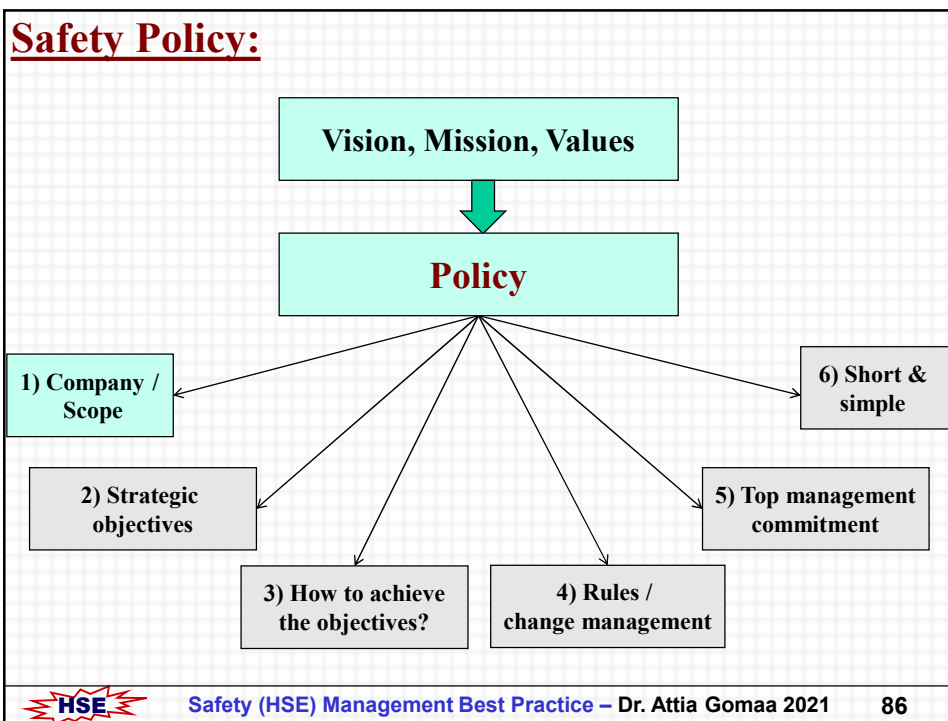 Safety Policy:
Vision, Mission, Values
Policy
1) Company /
Scope
2) Strategic
objectives
3) How to achieve
the objectives?
4) Rules /
change management
5) Top management
commitment
6) Short &
simple
HSE
Safety (HSE) Management Best Practice – Dr. Attia Gomaa 2021 86